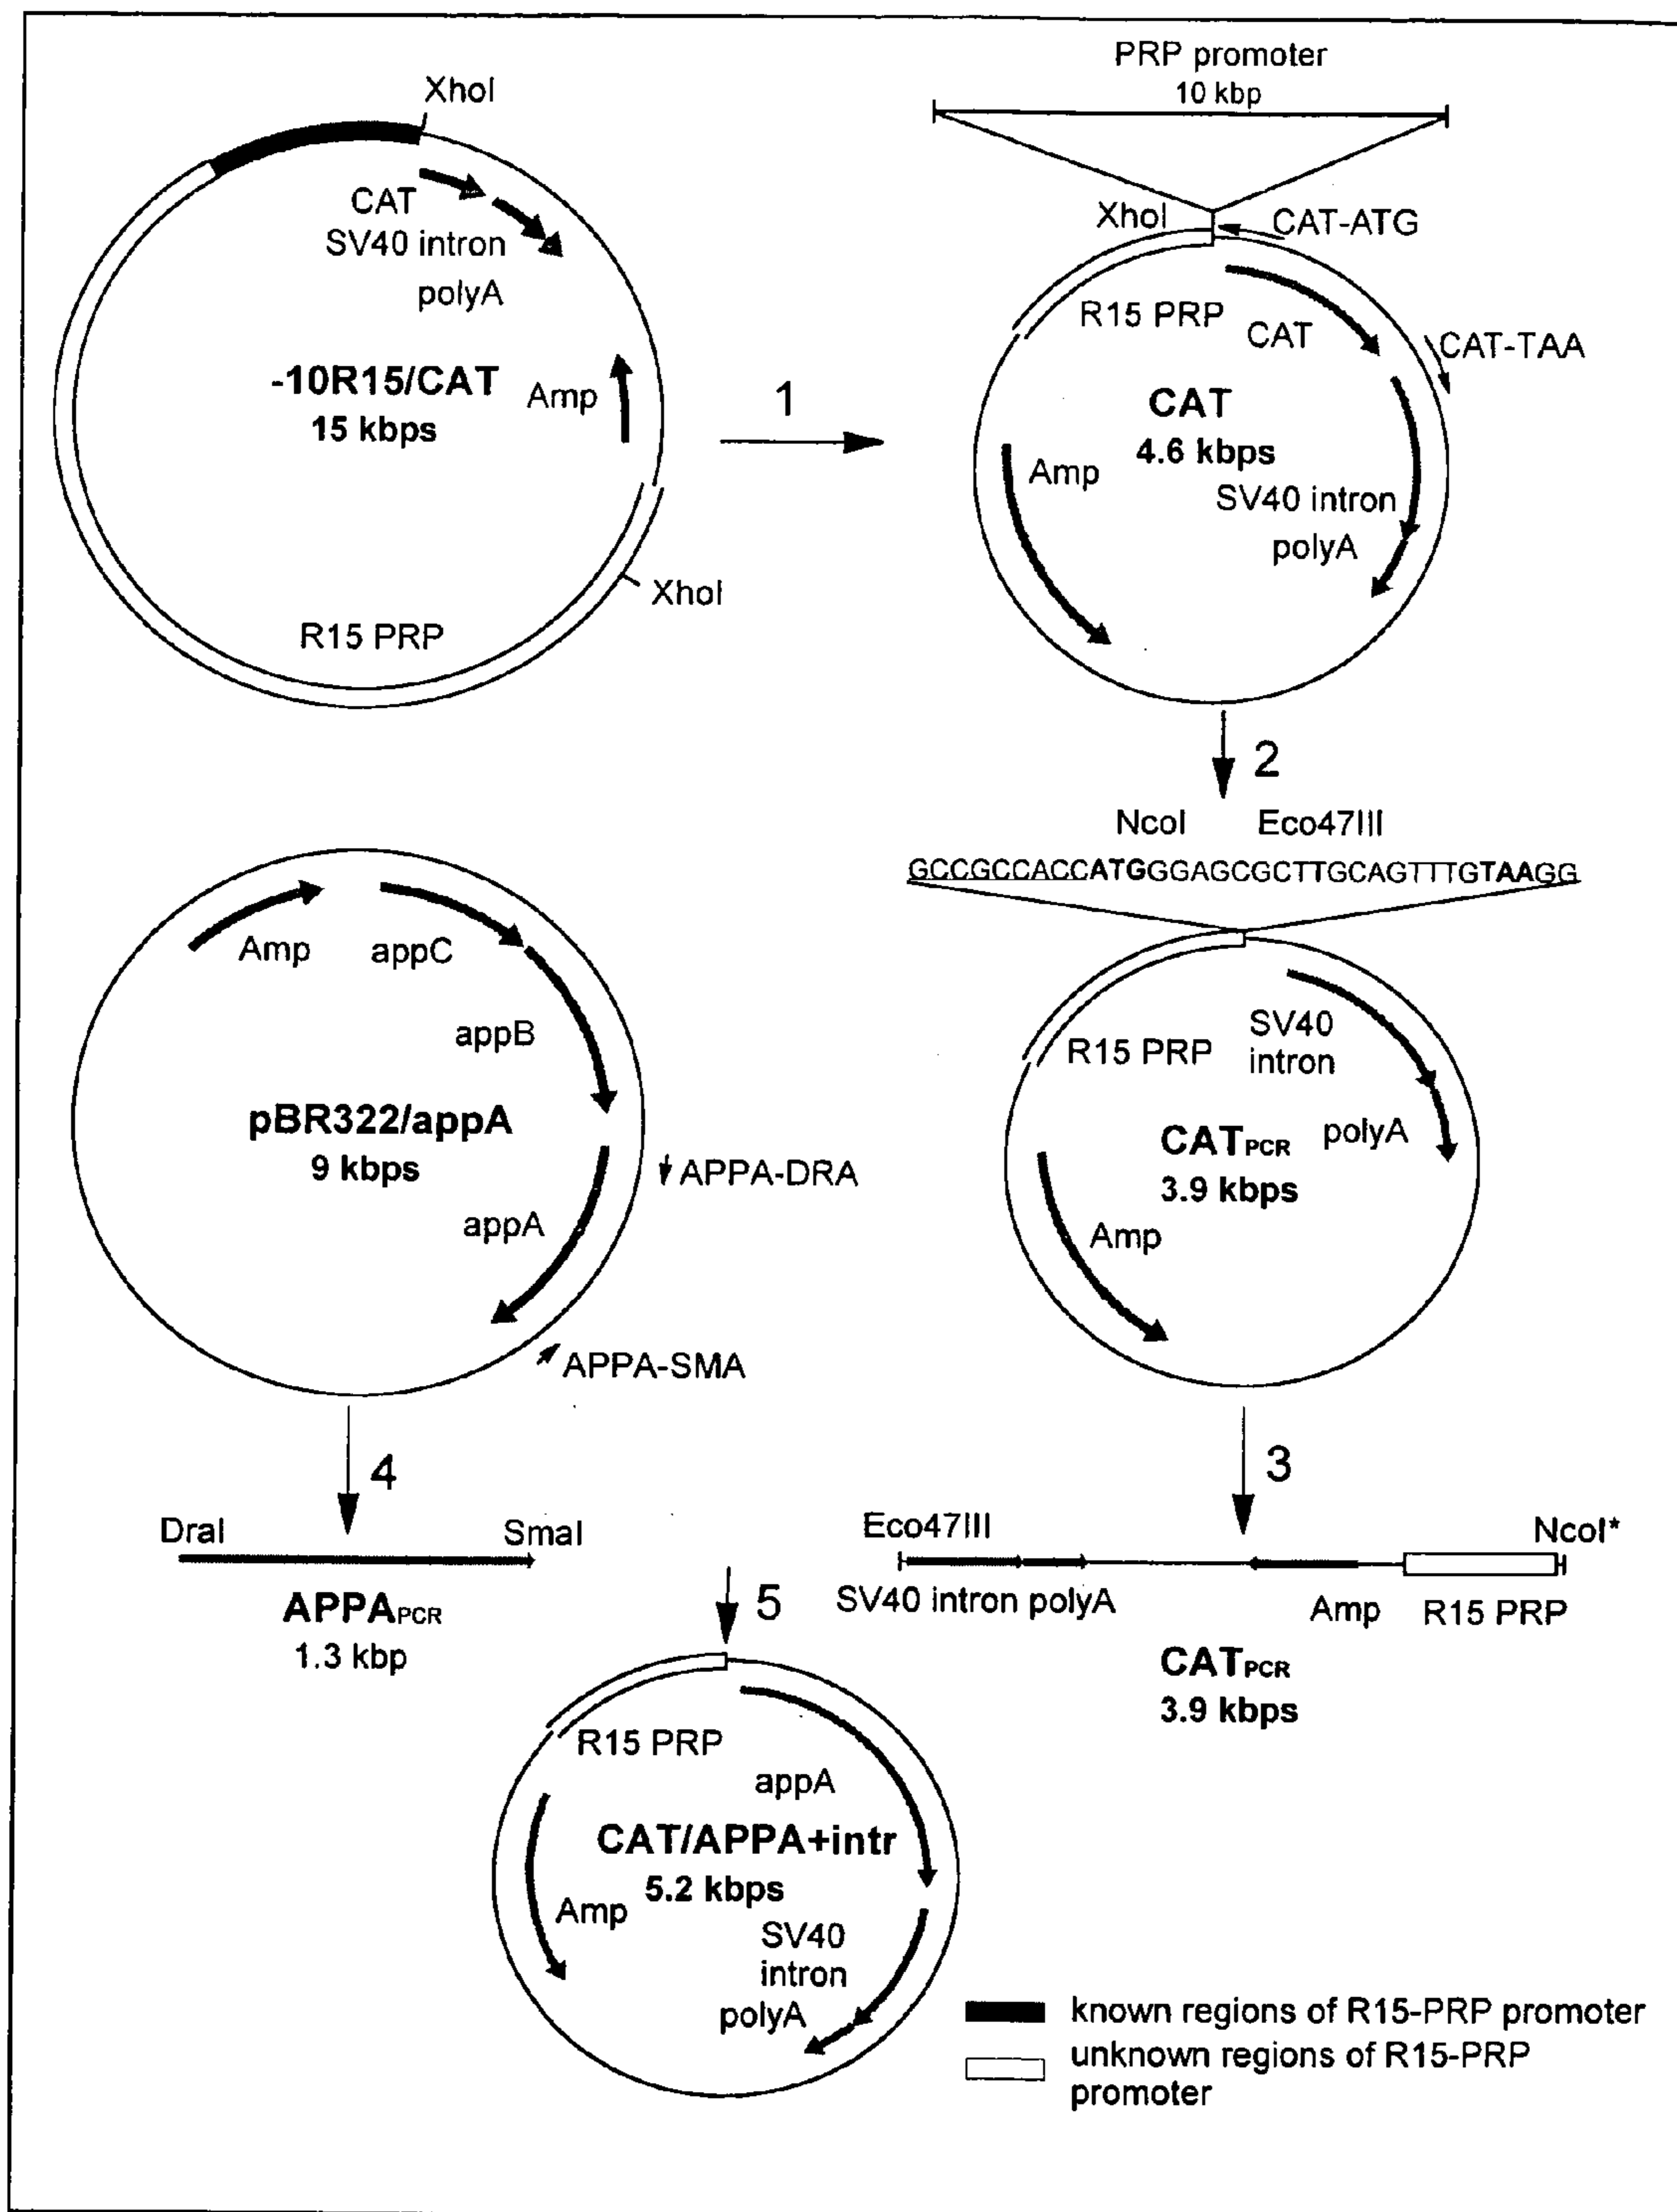 XhoI
CAT
SV40 intron
polyA
-10R15/CAT
15 kbps
Amp
XhoI
R15 PRP
1
PRP promoter
10 kbp
XhoI
CAT-ATG
R15 PRP
CAT
CAT-TAA
CAT
4.6 kbps
Amp
SV40 intron
polyA
2
NcoI Eco47III
GCCGCCACCATGGGAGCGCTTGCAGTTTGTAAGG
R15 PRP
SV40
intron
CATPCR
3.9 kbps
polyA
Amp
Amp
appC
appB
pBR322/appA
9 kbps
APPA-DRA
appA
APPA-SMA
4
3
DraI
SmaI
APPAPCR
1.3 kbp
Eco47III
NcoI*
SV40 intron polyA
Amp
R15 PRP
CATPCR
3.9 kbps
5
R15 PRP
appA
CAT/APPA+intr
5.2 kbps
Amp
SV40
intron
polyA
known regions of R15-PRP promoter
unknown regions of R15-PRP
promoter